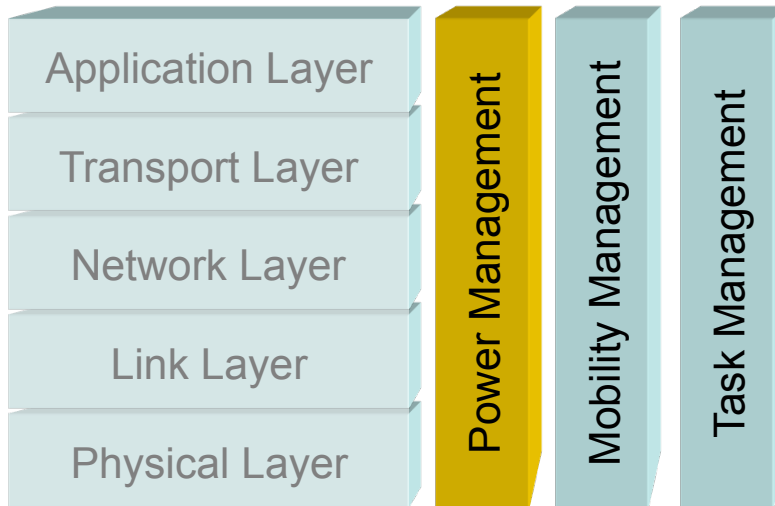 Application Layer
Transport Layer
Network Layer
Link Layer
Physical Layer
Power Management
Mobility Management
Task Management